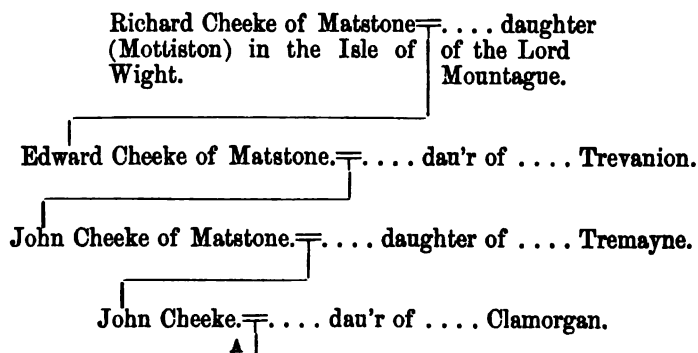 Richard Cheeke of Matstone=.... daughter
(Mottiston) in the Isle of of the Lord
Wight. Mountague.
Edward Cheeke of Matstone.=.... dau'r of .... Trevanion.
John Cheeke of Matstone.=.... daughter of .... Tremayne.
John Cheeke.=.... dau'r of .... Clamorgan.
A